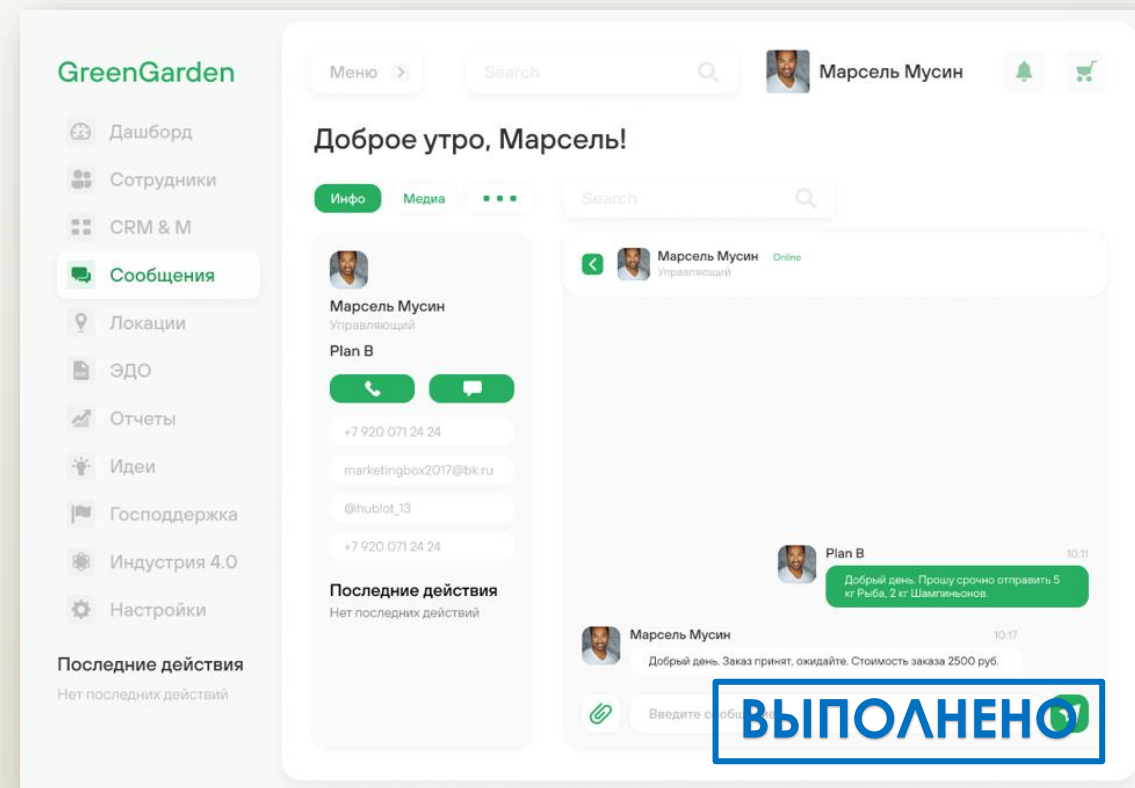 GreenGarden
Меню
Search
Марсель Мусин
Дашборд
Сотрудники
CRM & M
Сообщения
Локации
ЭДО
Отчеты
Идеи
Господдержка
Индустрия 4.0
Настройки
Последние действия
Нет последних действий
Доброе утро, Марсель!
Инфо
Медиа
Search
Марсель Мусин
Управляющий
Plan B
+7 920 071 24 24
marketingbox2017@bk.ru
@hublot_13
+7 920 071 24 24
Последние действия
Нет последних действий
Марсель Мусин Online
Управляющий
Plan B 10:11
Добрый день. Прошу срочно отправить 5
кг Рыба, 2 кг Шампиньонов.
Марсель Мусин 10:17
Добрый день. Заказ принят, ожидайте. Стоимость заказа 2500 руб.
Введите
ВЫПОЛНЕНО